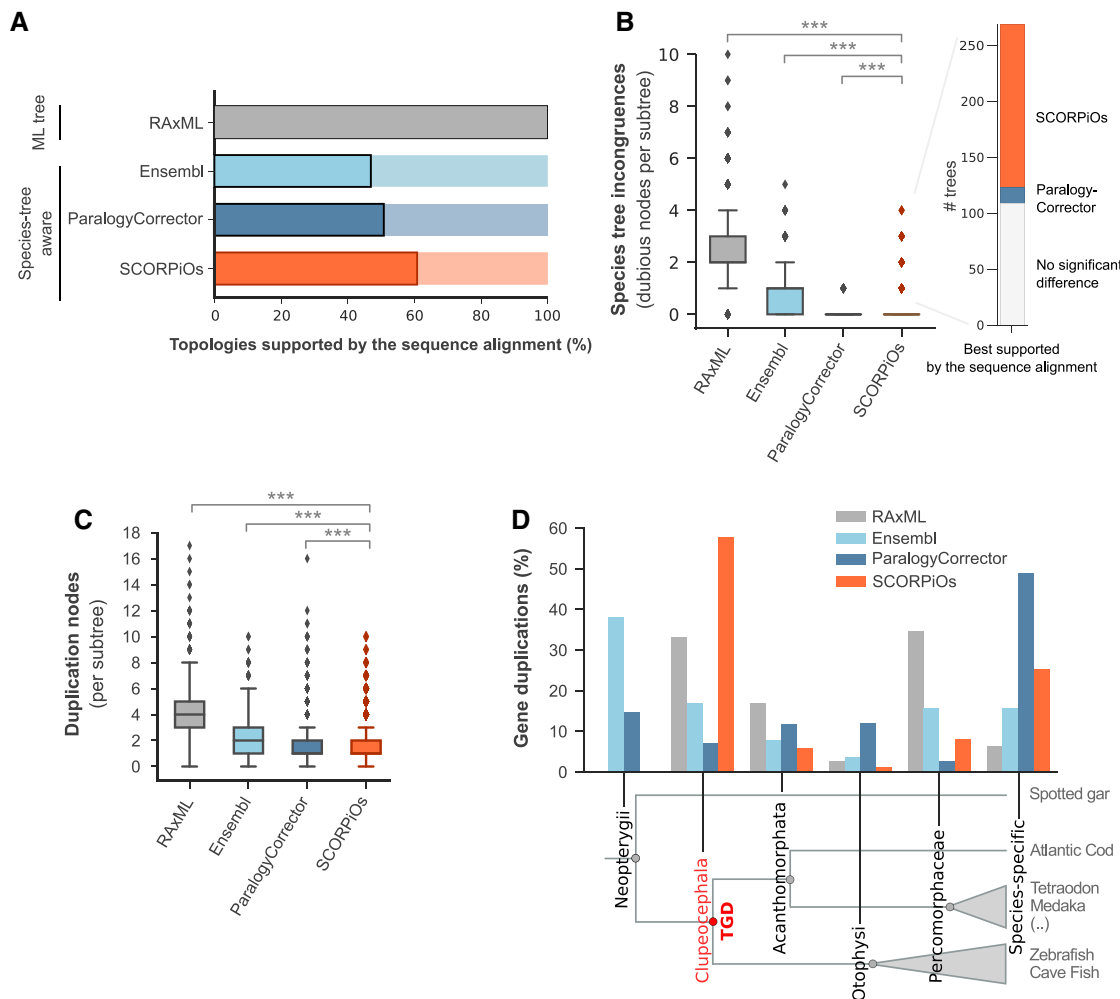 A
ML tree
Species-tree
aware
RAxML
Ensembl
ParalogyCorrector
SCORPiOs
0 20 40 60 80 100
Topologies supported by the sequence alignment (%)
B
***
***
***
Species tree incongruences
(dubious nodes per subtree)
10
8
6
4
2
0
RAxML
Ensembl
ParalogyCorrector
SCORPiOs
# trees
250
200
150
100
50
0
SCORPiOs
Paralogy-
Corrector
No significant
difference
Best supported
by the sequence alignment
C
***
***
***
Duplication nodes
(per subtree)
18
16
14
12
10
8
6
4
2
0
RAxML
Ensembl
ParalogyCorrector
SCORPiOs
D
RAxML
Ensembl
ParalogyCorrector
SCORPiOs
Gene duplications (%)
60
50
40
30
20
10
0
Neopterygii
Clupeocephala
TGD
Acanthomorphata
Otophysi
Percomorphaceae
Species-specific
Spotted gar
Atlantic Cod
Tetraodon
Medaka
(..)
Zebrafish
Cave Fish